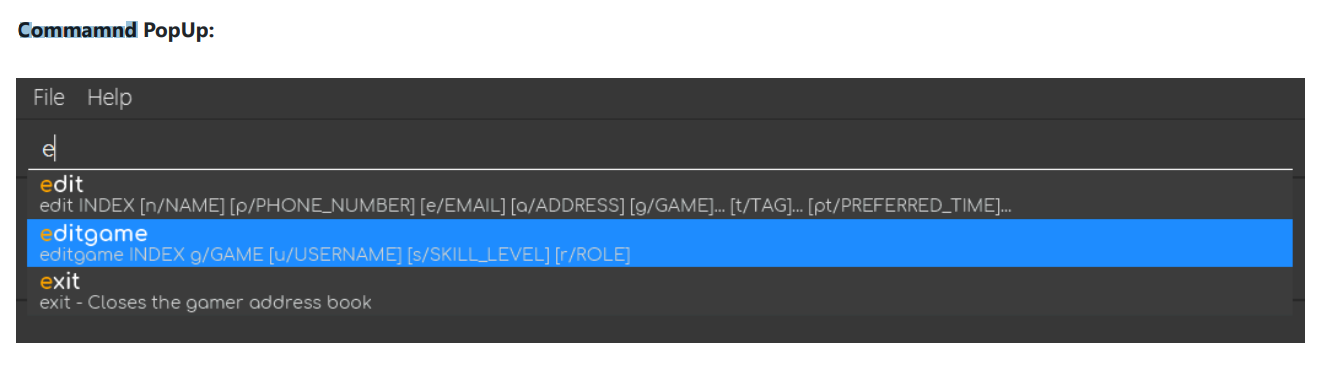 Commamnd PopUp:
File Help
e
edit
edit INDEX [n/NAME] [p/PHONE_NUMBER] [e/EMAIL] [a/ADDRESS] [g/GAME]... [t/TAG]... [pt/PREFERRED_TIME]...
editgame
editgame INDEX g/GAME [u/USERNAME] [s/SKILL_LEVEL] [r/ROLE]
exit
exit - Closes the gamer address book